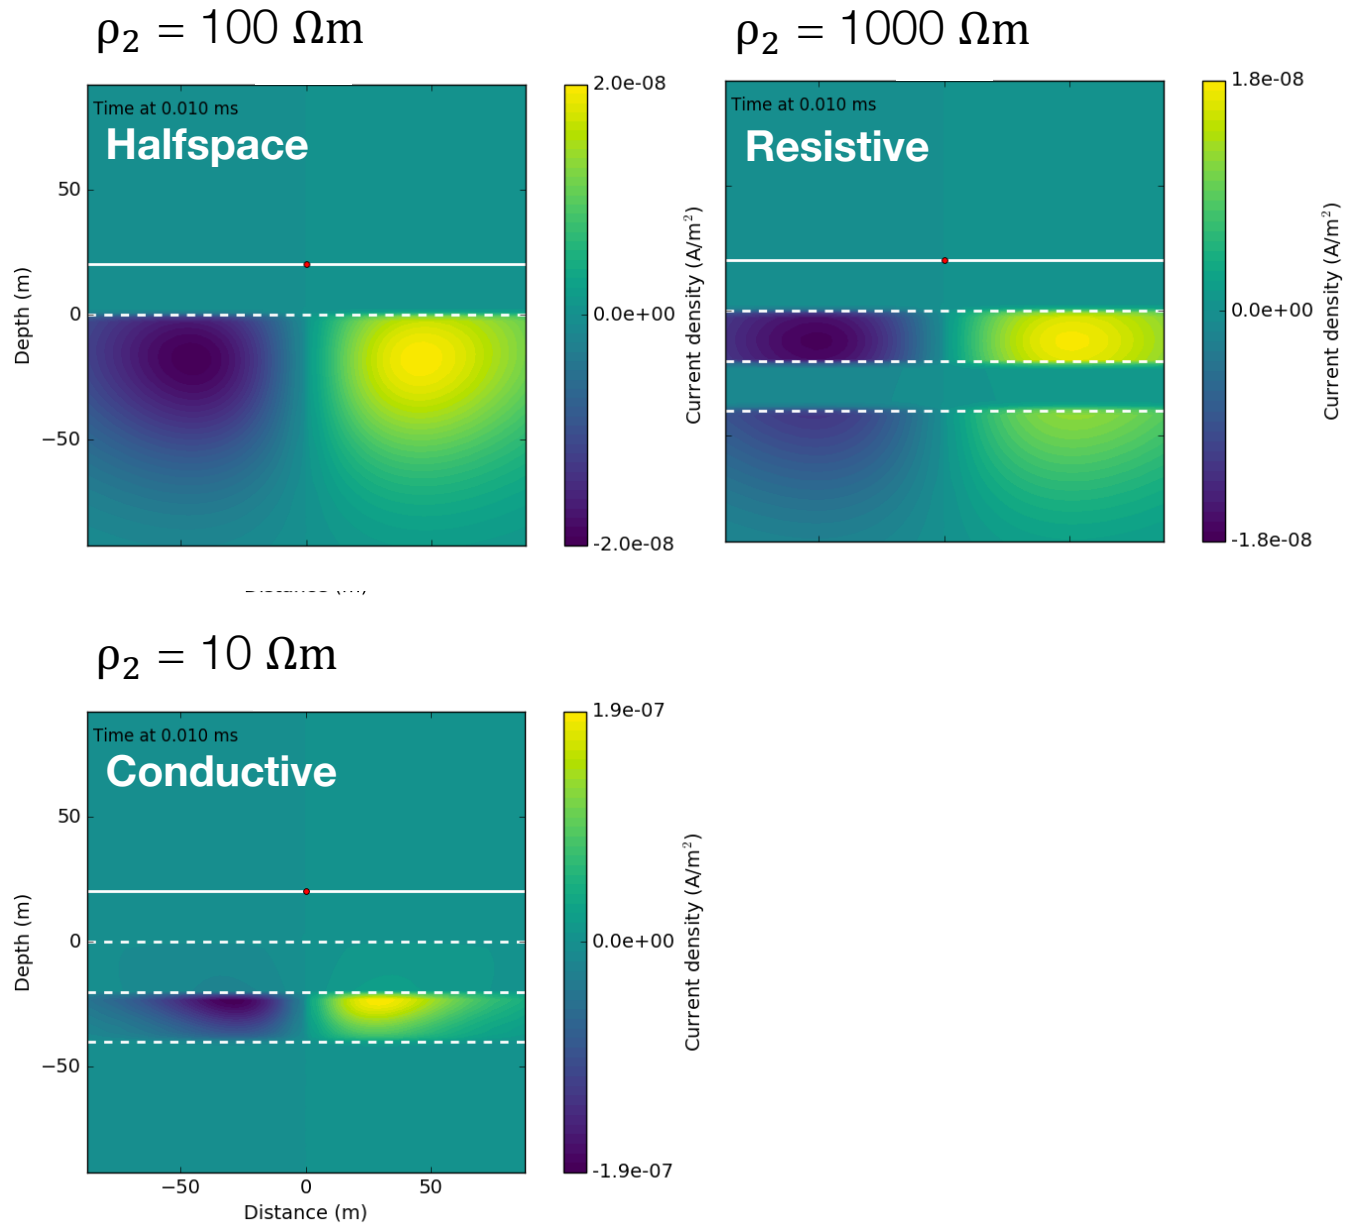 ρ₂ = 100 Ωm
2.0e-08
Time at 0.010 ms
Halfspace
50
0
−50
Depth (m)
0.0e+00
-2.0e-08
Current density (A/m²)
ρ₂ = 1000 Ωm
1.8e-08
Time at 0.010 ms
Resistive
0.0e+00
-1.8e-08
Current density (A/m²)
ρ₂ = 10 Ωm
1.9e-07
Time at 0.010 ms
Conductive
50
0
−50
Depth (m)
0.0e+00
-1.9e-07
Current density (A/m²)
−50 0 50
Distance (m)